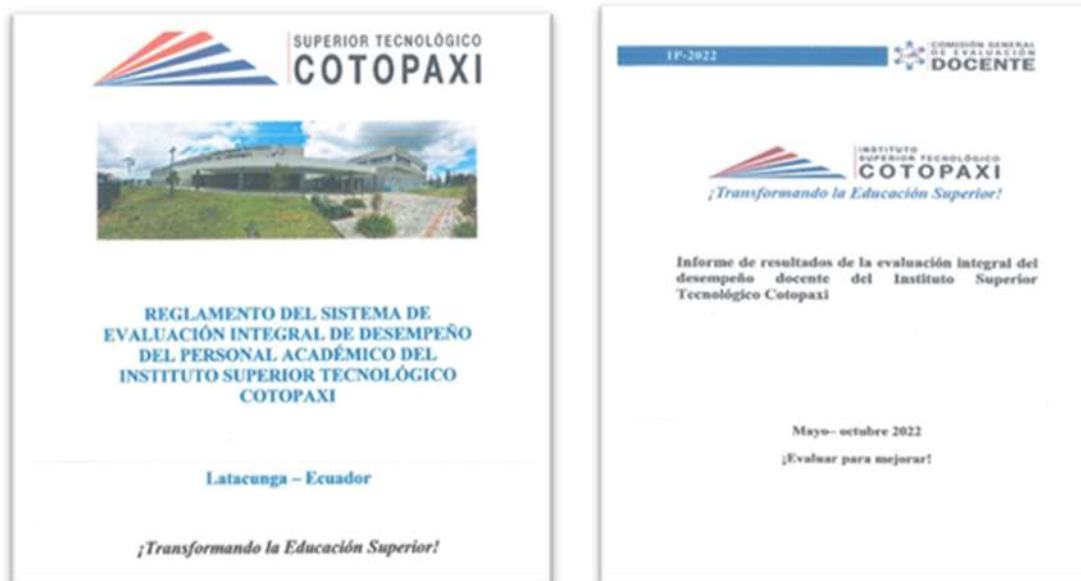 SUPERIOR TECNOLÓGICO
COTOPAXI
REGLAMENTO DEL SISTEMA DE
EVALUACIÓN INTEGRAL DE DESEMPEÑO
DEL PERSONAL ACADÉMICO DEL
INSTITUTO SUPERIOR TECNOLÓGICO
COTOPAXI
Latacunga – Ecuador
¡Transformando la Educación Superior!
1P-2022
COMISIÓN GENERAL
DE EVALUACIÓN
DOCENTE
INSTITUTO
SUPERIOR TECNOLÓGICO
COTOPAXI
¡Transformando la Educación Superior!
Informe de resultados de la evaluación integral del
desempeño docente del Instituto Superior
Tecnológico Cotopaxi
Mayo– octubre 2022
¡Evaluar para mejorar!